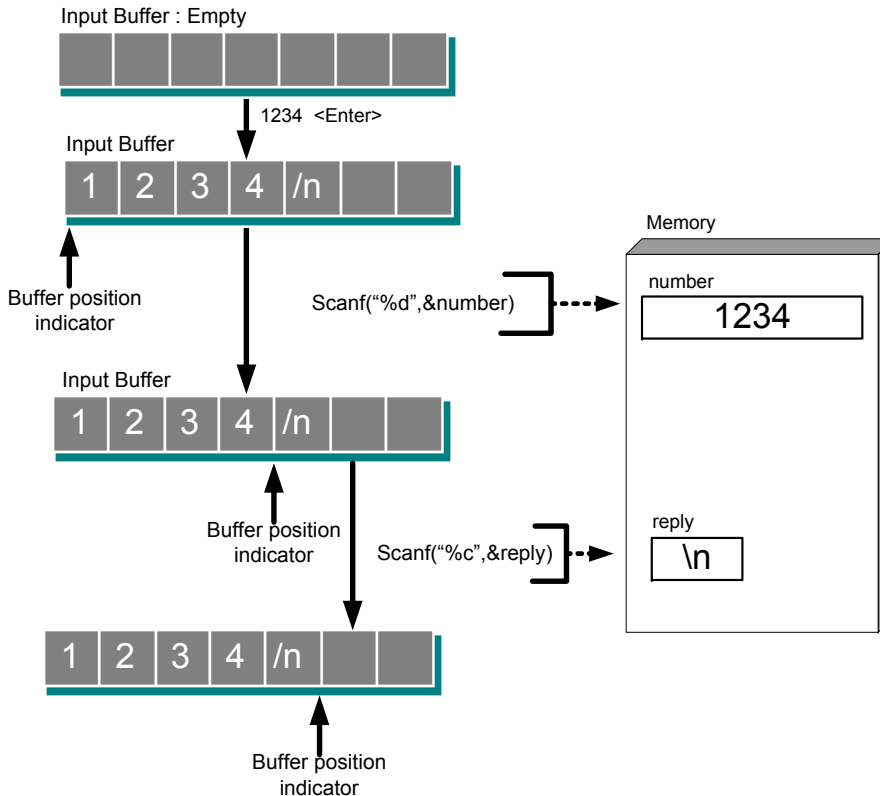 Input Buffer : Empty
1234 <Enter>
Input Buffer
1 2 3 4 /n
Buffer position
indicator
Memory
Scanf(“%d”,&number)
number
1234
Input Buffer
1 2 3 4 /n
Buffer position
indicator
Scanf(“%c”,&reply)
reply
\n
1 2 3 4 /n
Buffer position
indicator